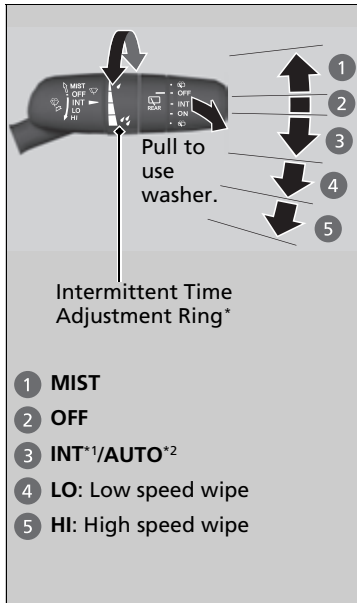 MIST
OFF
INT
LO
HI
REAR
OFF
INT
ON
Pull to
use
washer.
1
2
3
4
5
Intermittent Time
Adjustment Ring*
1 MIST
2 OFF
3 INT*1/AUTO*2
4 LO: Low speed wipe
5 HI: High speed wipe